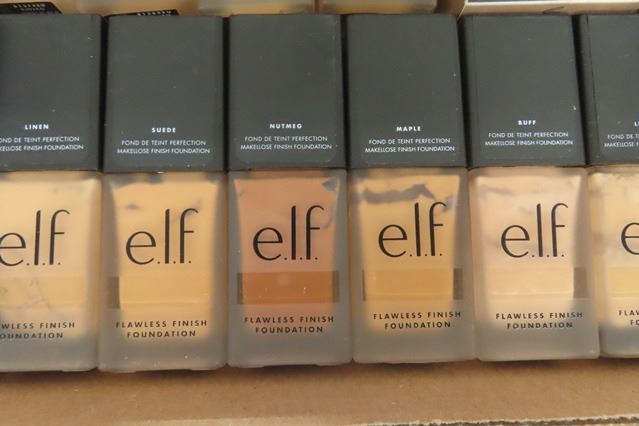 LINEN
FOND DE TEINT PERFECTION
MAKELLOSE FINISH FOUNDATION
e.l.f.
FLAWLESS FINISH
FOUNDATION
SUEDE
FOND DE TEINT PERFECTION
MAKELLOSE FINISH FOUNDATION
e.l.f.
FLAWLESS FINISH
FOUNDATION
NUTMEG
FOND DE TEINT PERFECTION
MAKELLOSE FINISH FOUNDATION
e.l.f.
FLAWLESS FINISH
FOUNDATION
MAPLE
FOND DE TEINT PERFECTION
MAKELLOSE FINISH FOUNDATION
e.l.f.
FLAWLESS FINISH
FOUNDATION
BUFF
FOND DE TEINT PERFECTION
MAKELLOSE FINISH FOUNDATION
e.l.f.
FLAWLESS FINISH
FOUNDATION